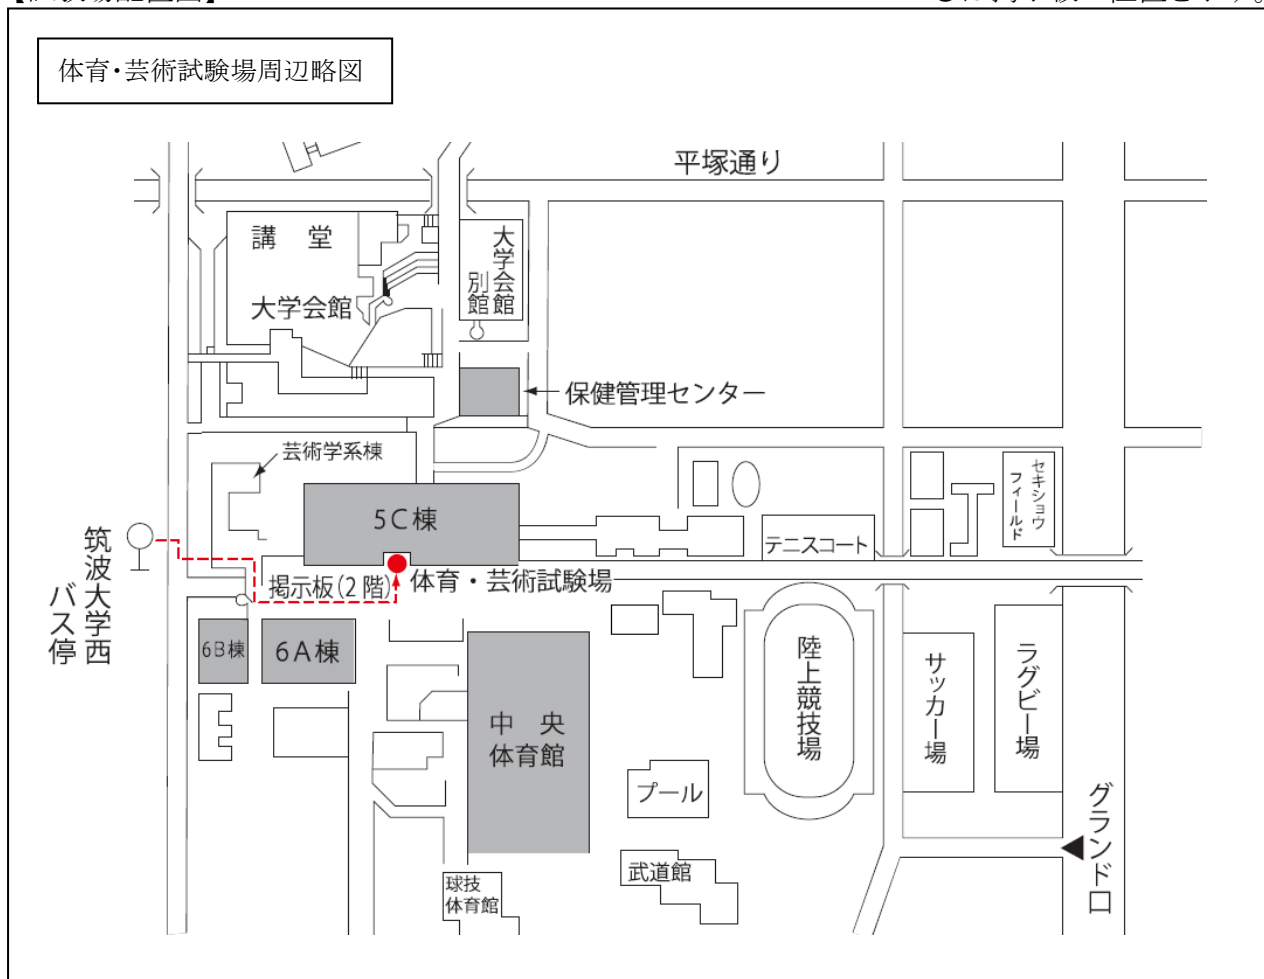 体育・芸術試験場周辺略図
平塚通り
講 堂
大学会館
大学会館
別館
保健管理センター
芸術学系棟
5C棟
セキショウ
フィールド
テニスコート
筑波大学西
バス停
掲示板(2階)
体育・芸術試験場
6B棟
6A棟
中 央
体育館
陸上競技場
サッカー場
ラグビー場
プール
グランド口
武道館
球技
体育館